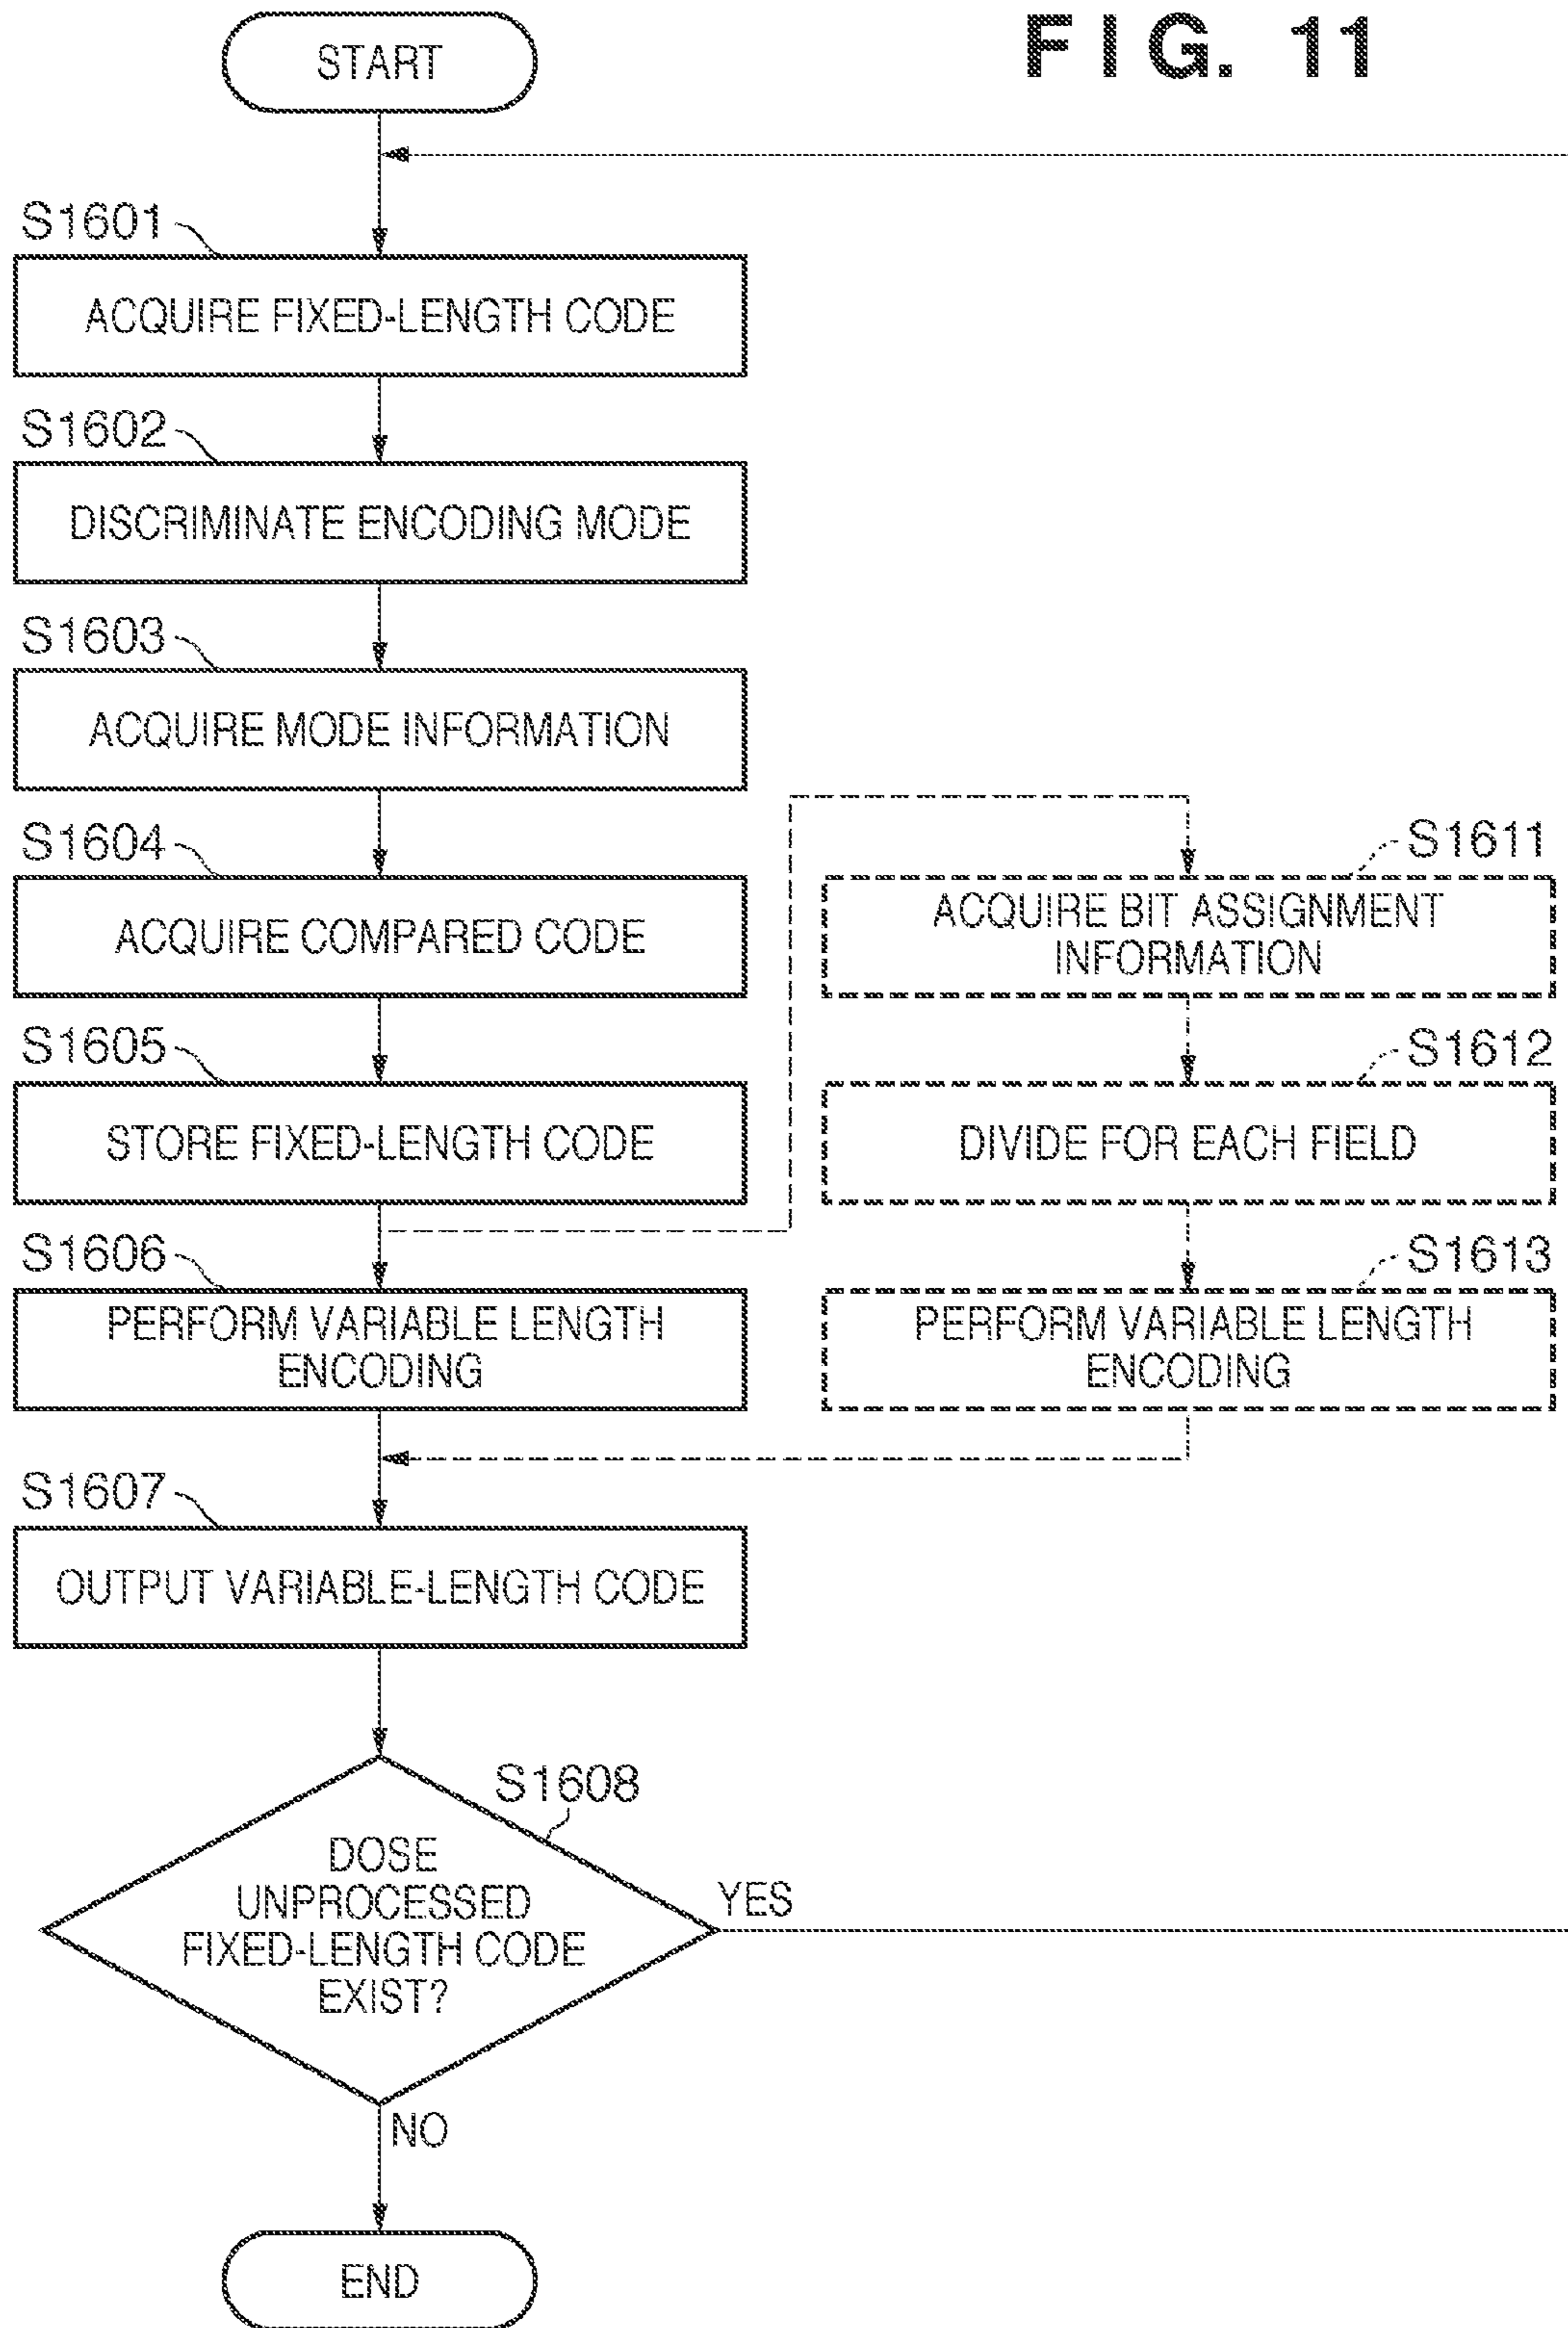 FIG. 11
START
S1601
ACQUIRE FIXED-LENGTH CODE
S1602
DISCRIMINATE ENCODING MODE
S1603
ACQUIRE MODE INFORMATION
S1604
ACQUIRE COMPARED CODE
S1605
STORE FIXED-LENGTH CODE
S1606
PERFORM VARIABLE LENGTH
ENCODING
S1611
ACQUIRE BIT ASSIGNMENT
INFORMATION
S1612
DIVIDE FOR EACH FIELD
S1613
PERFORM VARIABLE LENGTH
ENCODING
S1607
OUTPUT VARIABLE-LENGTH CODE
S1608
DOSE
UNPROCESSED
FIXED-LENGTH CODE
EXIST?
YES
NO
END